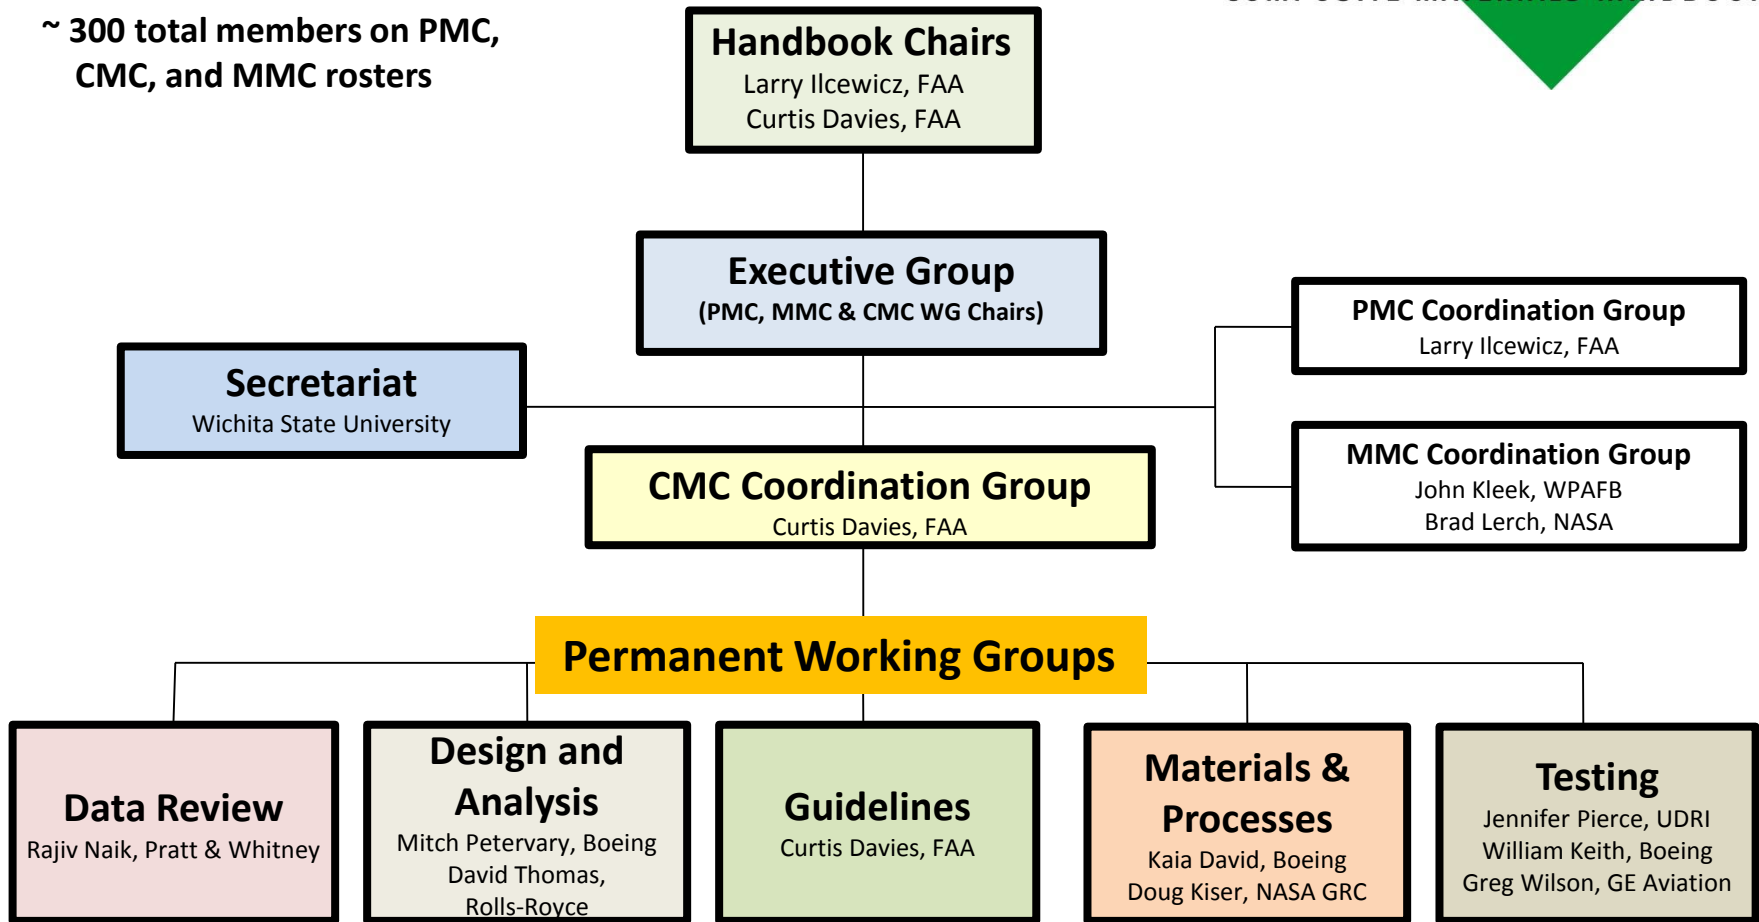 ~ 300 total members on PMC,
CMC, and MMC rosters
Handbook Chairs
Larry Ilcewicz, FAA
Curtis Davies, FAA
Executive Group
(PMC, MMC & CMC WG Chairs)
PMC Coordination Group
Larry Ilcewicz, FAA
Secretariat
Wichita State University
MMC Coordination Group
John Kleek, WPAFB
Brad Lerch, NASA
CMC Coordination Group
Curtis Davies, FAA
Permanent Working Groups
Data Review
Rajiv Naik, Pratt & Whitney
Design and
Analysis
Mitch Petervary, Boeing
David Thomas,
Rolls-Royce
Guidelines
Curtis Davies, FAA
Materials &
Processes
Kaia David, Boeing
Doug Kiser, NASA GRC
Testing
Jennifer Pierce, UDRI
William Keith, Boeing
Greg Wilson, GE Aviation